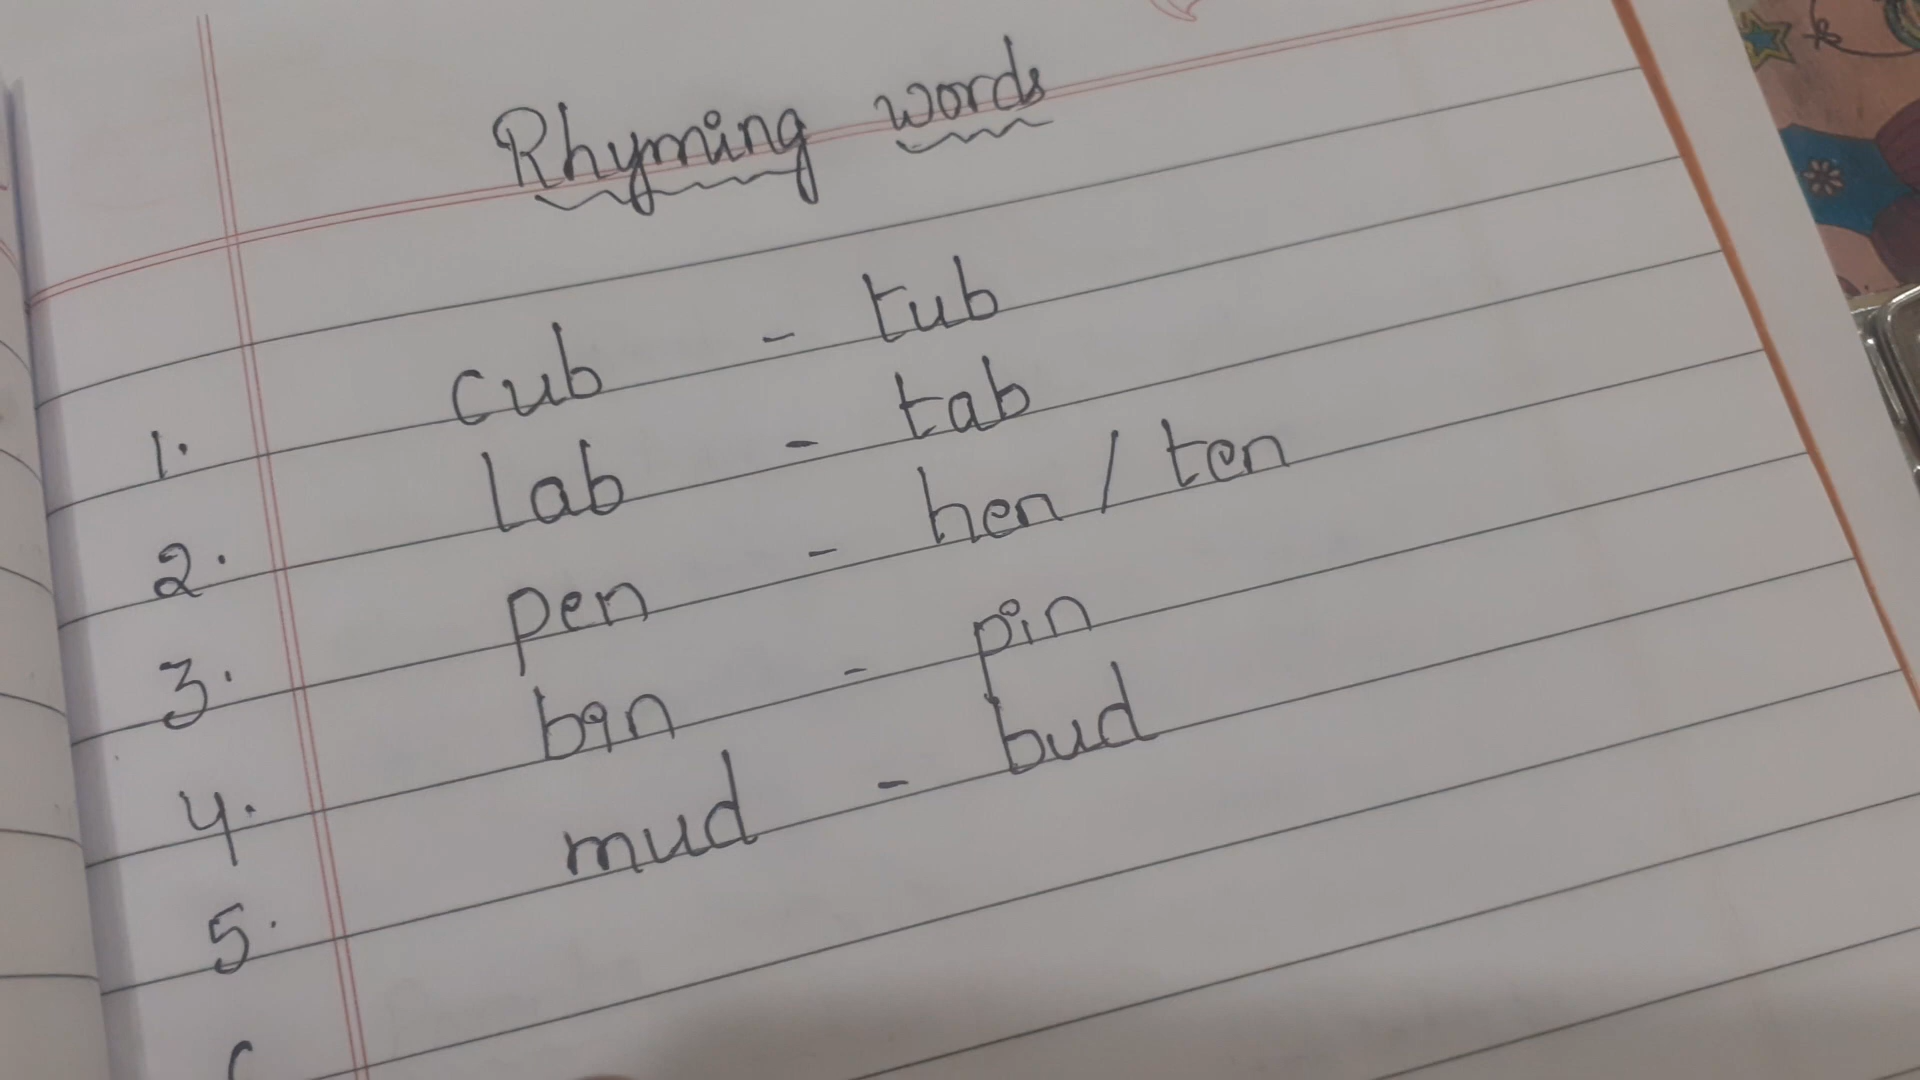 Rhyming words
1. cub - tub
2. lab - tab
3. pen - hen / ten
4. bin - pin
5. mud - bud